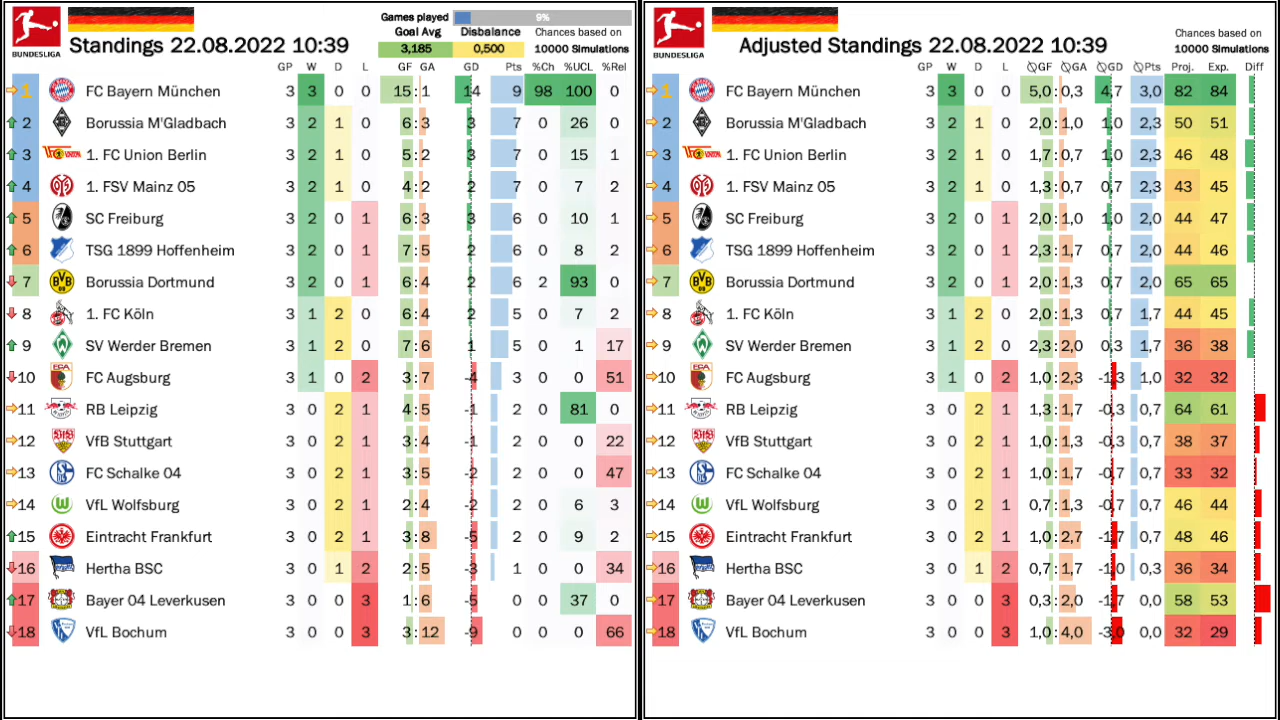 Games played 9%
Goal Avg Disbalance Chances based on
BUNDESLIGA Standings 22.08.2022 10:39 3,185 0,500 10000 Simulations
GP W D L GF GA GD Pts %Ch %UCL %Rel
1 FC Bayern München 3 3 0 0 15 : 1 14 9 98 100 0
2 Borussia M'Gladbach 3 2 1 0 6 : 3 3 7 0 26 0
3 1. FC Union Berlin 3 2 1 0 5 : 2 3 7 0 15 1
4 1. FSV Mainz 05 3 2 1 0 4 : 2 2 7 0 7 2
5 SC Freiburg 3 2 0 1 6 : 3 3 6 0 10 1
6 TSG 1899 Hoffenheim 3 2 0 1 7 : 5 2 6 0 8 2
7 Borussia Dortmund 3 2 0 1 6 : 4 2 6 2 93 0
8 1. FC Köln 3 1 2 0 6 : 4 2 5 0 7 2
9 SV Werder Bremen 3 1 2 0 7 : 6 1 5 0 1 17
10 FC Augsburg 3 1 0 2 3 : 7 -4 3 0 0 51
11 RB Leipzig 3 0 2 1 4 : 5 -1 2 0 81 0
12 VfB Stuttgart 3 0 2 1 3 : 4 -1 2 0 0 22
13 FC Schalke 04 3 0 2 1 3 : 5 -2 2 0 0 47
14 VfL Wolfsburg 3 0 2 1 2 : 4 -2 2 0 6 3
15 Eintracht Frankfurt 3 0 2 1 3 : 8 -5 2 0 9 2
16 Hertha BSC 3 0 1 2 2 : 5 -3 1 0 0 34
17 Bayer 04 Leverkusen 3 0 0 3 1 : 6 -5 0 0 37 0
18 VfL Bochum 3 0 0 3 3 : 12 -9 0 0 0 66
Chances based on
BUNDESLIGA Adjusted Standings 22.08.2022 10:39 10000 Simulations
GP W D L ∅GF ∅GA ∅GD ∅Pts Proj. Exp. Diff
1 FC Bayern München 3 3 0 0 5,0 : 0,3 4,7 3,0 82 84
2 Borussia M'Gladbach 3 2 1 0 2,0 : 1,0 1,0 2,3 50 51
3 1. FC Union Berlin 3 2 1 0 1,7 : 0,7 1,0 2,3 46 48
4 1. FSV Mainz 05 3 2 1 0 1,3 : 0,7 0,7 2,3 43 45
5 SC Freiburg 3 2 0 1 2,0 : 1,0 1,0 2,0 44 47
6 TSG 1899 Hoffenheim 3 2 0 1 2,3 : 1,7 0,7 2,0 44 46
7 Borussia Dortmund 3 2 0 1 2,0 : 1,3 0,7 2,0 65 65
8 1. FC Köln 3 1 2 0 2,0 : 1,3 0,7 1,7 44 45
9 SV Werder Bremen 3 1 2 0 2,3 : 2,0 0,3 1,7 36 38
10 FC Augsburg 3 1 0 2 1,0 : 2,3 -1,3 1,0 32 32
11 RB Leipzig 3 0 2 1 1,3 : 1,7 -0,3 0,7 64 61
12 VfB Stuttgart 3 0 2 1 1,0 : 1,3 -0,3 0,7 38 37
13 FC Schalke 04 3 0 2 1 1,0 : 1,7 -0,7 0,7 33 32
14 VfL Wolfsburg 3 0 2 1 0,7 : 1,3 -0,7 0,7 46 44
15 Eintracht Frankfurt 3 0 2 1 1,0 : 2,7 -1,7 0,7 48 46
16 Hertha BSC 3 0 1 2 0,7 : 1,7 -1,0 0,3 36 34
17 Bayer 04 Leverkusen 3 0 0 3 0,3 : 2,0 -1,7 0,0 58 53
18 VfL Bochum 3 0 0 3 1,0 : 4,0 -3,0 0,0 32 29